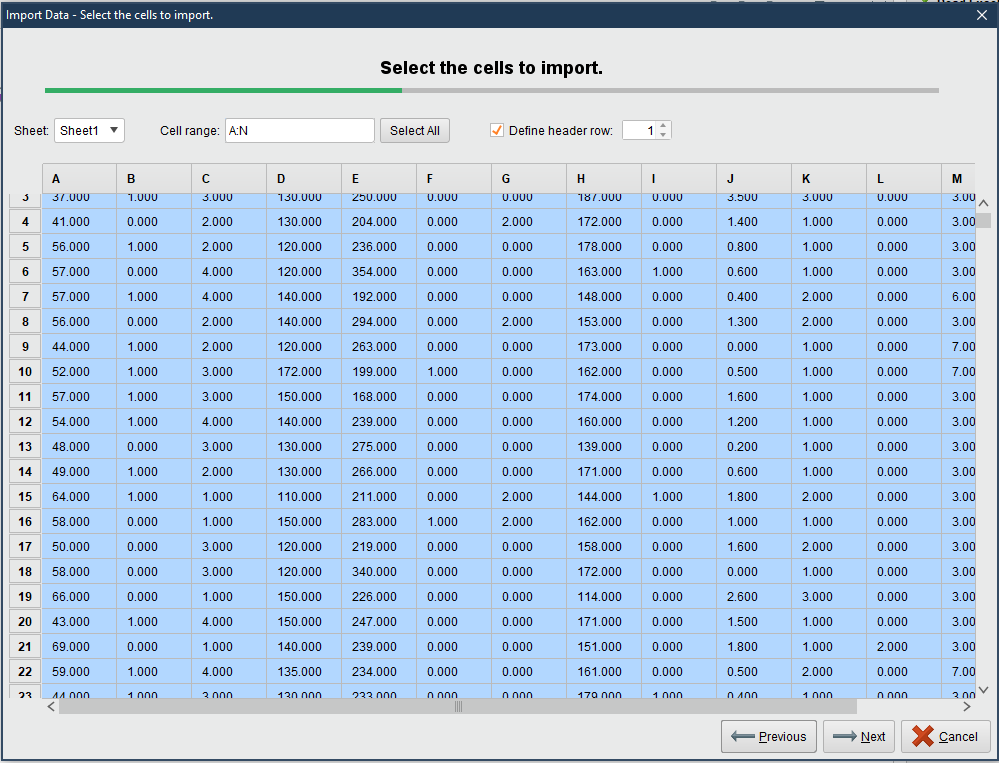 Import Data - Select the cells to import.
Select the cells to import.
Sheet: Sheet1 Cell range: A:N Select All Define header row: 1
A B C D E F G H I J K L M
3 37.000 1.000 3.000 130.000 250.000 0.000 0.000 187.000 0.000 3.500 3.000 0.000 3.00
4 41.000 0.000 2.000 130.000 204.000 0.000 2.000 172.000 0.000 1.400 1.000 0.000 3.00
5 56.000 1.000 2.000 120.000 236.000 0.000 0.000 178.000 0.000 0.800 1.000 0.000 3.00
6 57.000 0.000 4.000 120.000 354.000 0.000 0.000 163.000 1.000 0.600 1.000 0.000 3.00
7 57.000 1.000 4.000 140.000 192.000 0.000 0.000 148.000 0.000 0.400 2.000 0.000 6.00
8 56.000 0.000 2.000 140.000 294.000 0.000 2.000 153.000 0.000 1.300 2.000 0.000 3.00
9 44.000 1.000 2.000 120.000 263.000 0.000 0.000 173.000 0.000 0.000 1.000 0.000 7.00
10 52.000 1.000 3.000 172.000 199.000 1.000 0.000 162.000 0.000 0.500 1.000 0.000 7.00
11 57.000 1.000 3.000 150.000 168.000 0.000 0.000 174.000 0.000 1.600 1.000 0.000 3.00
12 54.000 1.000 4.000 140.000 239.000 0.000 0.000 160.000 0.000 1.200 1.000 0.000 3.00
13 48.000 0.000 3.000 130.000 275.000 0.000 0.000 139.000 0.000 0.200 1.000 0.000 3.00
14 49.000 1.000 2.000 130.000 266.000 0.000 0.000 171.000 0.000 0.600 1.000 0.000 3.00
15 64.000 1.000 1.000 110.000 211.000 0.000 2.000 144.000 1.000 1.800 2.000 0.000 3.00
16 58.000 0.000 1.000 150.000 283.000 1.000 2.000 162.000 0.000 1.000 1.000 0.000 3.00
17 50.000 0.000 3.000 120.000 219.000 0.000 0.000 158.000 0.000 1.600 2.000 0.000 3.00
18 58.000 0.000 3.000 120.000 340.000 0.000 0.000 172.000 0.000 0.000 1.000 0.000 3.00
19 66.000 0.000 1.000 150.000 226.000 0.000 0.000 114.000 0.000 2.600 3.000 0.000 3.00
20 43.000 1.000 4.000 150.000 247.000 0.000 0.000 171.000 0.000 1.500 1.000 0.000 3.00
21 69.000 0.000 1.000 140.000 239.000 0.000 0.000 151.000 0.000 1.800 1.000 2.000 3.00
22 59.000 1.000 4.000 135.000 234.000 0.000 0.000 161.000 0.000 0.500 2.000 0.000 7.00
23 44.000 1.000 3.000 130.000 233.000 0.000 0.000 179.000 1.000 0.400 1.000 0.000 3.00
Previous Next Cancel